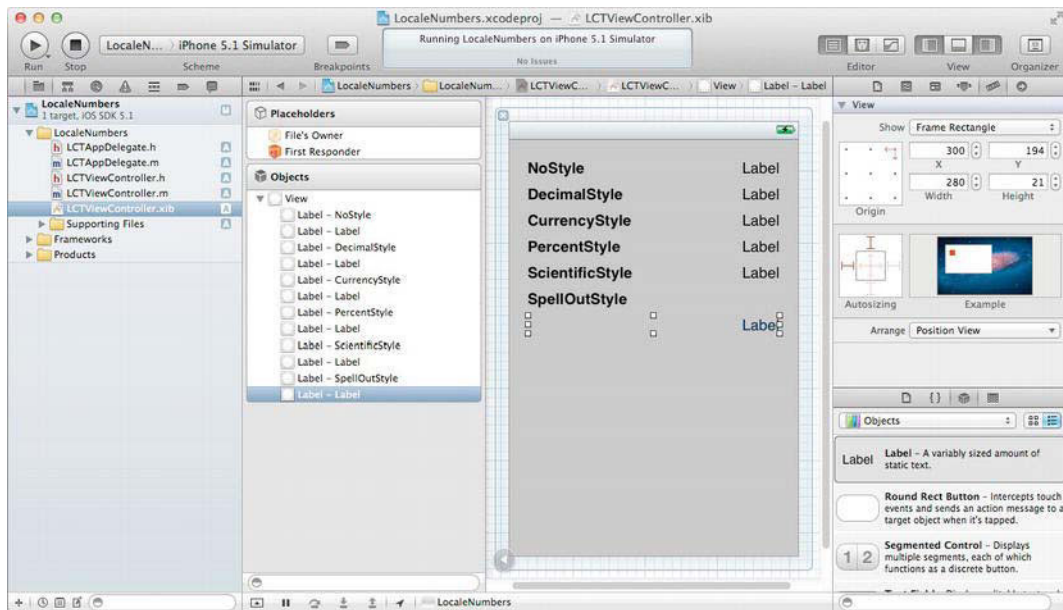 LocaleNumbers.xcodeproj — LCTViewController.xib
LocaleN... iPhone 5.1 Simulator
Running LocaleNumbers on iPhone 5.1 Simulator
No Issues
Run Stop Scheme Breakpoints Editor View Organizer
LocaleNumbers LocaleNum... LCTViewC... LCTViewC... View Label - Label
LocaleNumbers
1 target, iOS SDK 5.1
LocaleNumbers
h LCTAppDelegate.h A
m LCTAppDelegate.m A
h LCTViewController.h A
m LCTViewController.m A
LCTViewController.xib A
Supporting Files A
Frameworks
Products
Placeholders
File's Owner
First Responder
Objects
View
Label - NoStyle
Label - Label
Label - DecimalStyle
Label - Label
Label - CurrencyStyle
Label - Label
Label - PercentStyle
Label - Label
Label - ScientificStyle
Label - Label
Label - SpellOutStyle
Label - Label
NoStyle Label
DecimalStyle Label
CurrencyStyle Label
PercentStyle Label
ScientificStyle Label
SpellOutStyle
Label
View
Show Frame Rectangle
300 194
X Y
280 21
Width Height
Origin
Autosizing Example
Arrange Position View
{ }
Objects
Label Label - A variably sized amount of
static text.
Round Rect Button - Intercepts touch
events and sends an action message to a
target object when it's tapped.
1 2 Segmented Control - Displays
multiple segments, each of which
functions as a discrete button.
LocaleNumbers